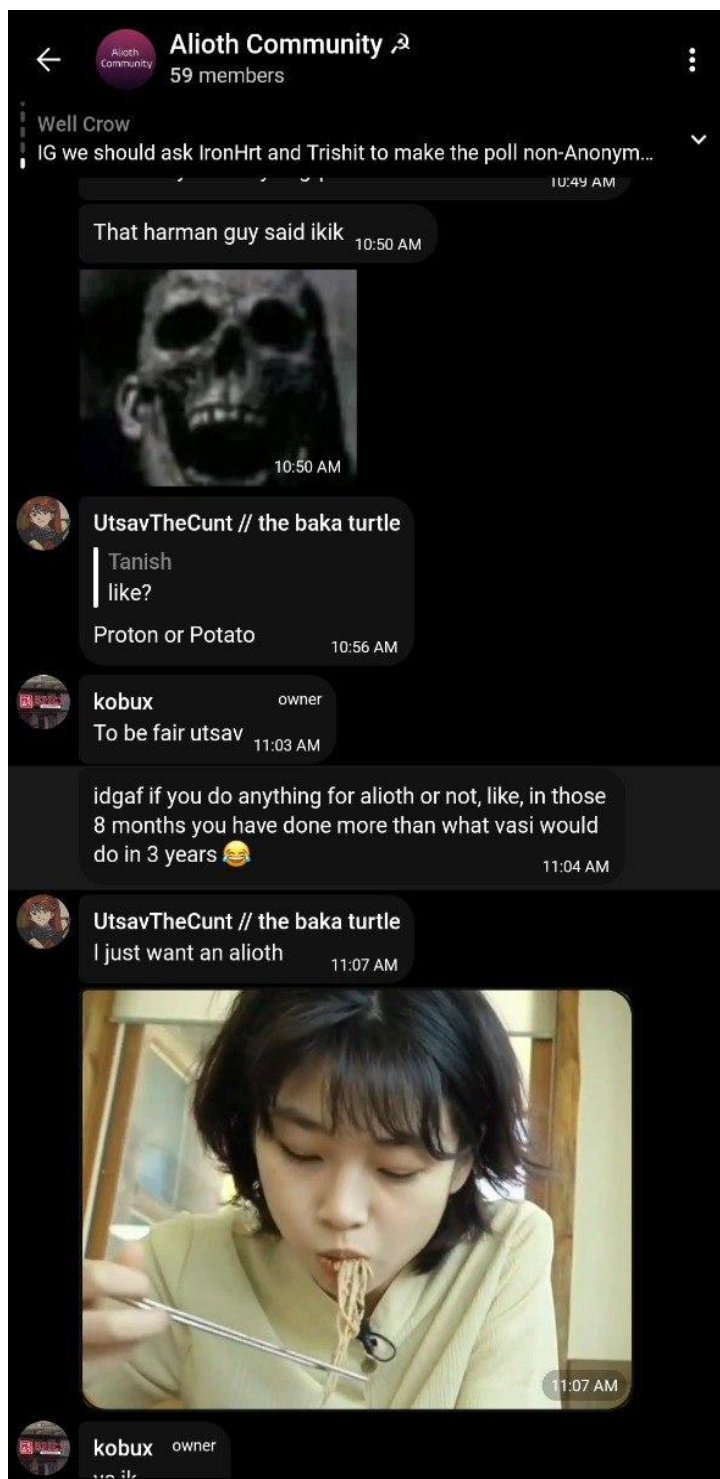 Alioth Community ☭
Alioth
Community
59 members
Well Crow
IG we should ask IronHrt and Trishit to make the poll non-Anonym...
10:49 AM
That harman guy said ikik 10:50 AM
10:50 AM
UtsavTheCunt // the baka turtle
Tanish
like?
Proton or Potato 10:56 AM
kobux owner
To be fair utsav 11:03 AM
idgaf if you do anything for alioth or not, like, in those
8 months you have done more than what vasi would
do in 3 years 😂 11:04 AM
UtsavTheCunt // the baka turtle
I just want an alioth 11:07 AM
11:07 AM
kobux owner